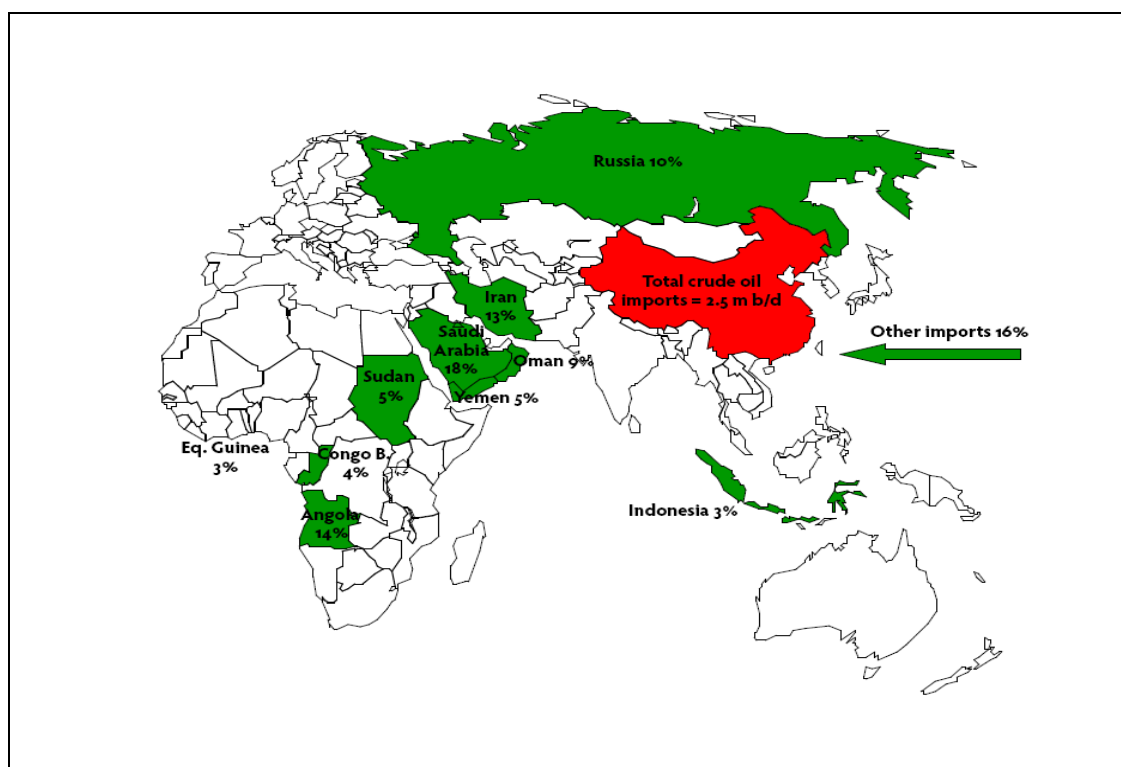 Russia 10%
Total crude oil
imports = 2.5 m b/d
Iran
13%
Other imports 16%
Saudi
Arabia
18%
Oman 9%
Sudan
5%
Yemen 5%
Eq. Guinea
3%
Congo B.
4%
Angola
14%
Indonesia 3%